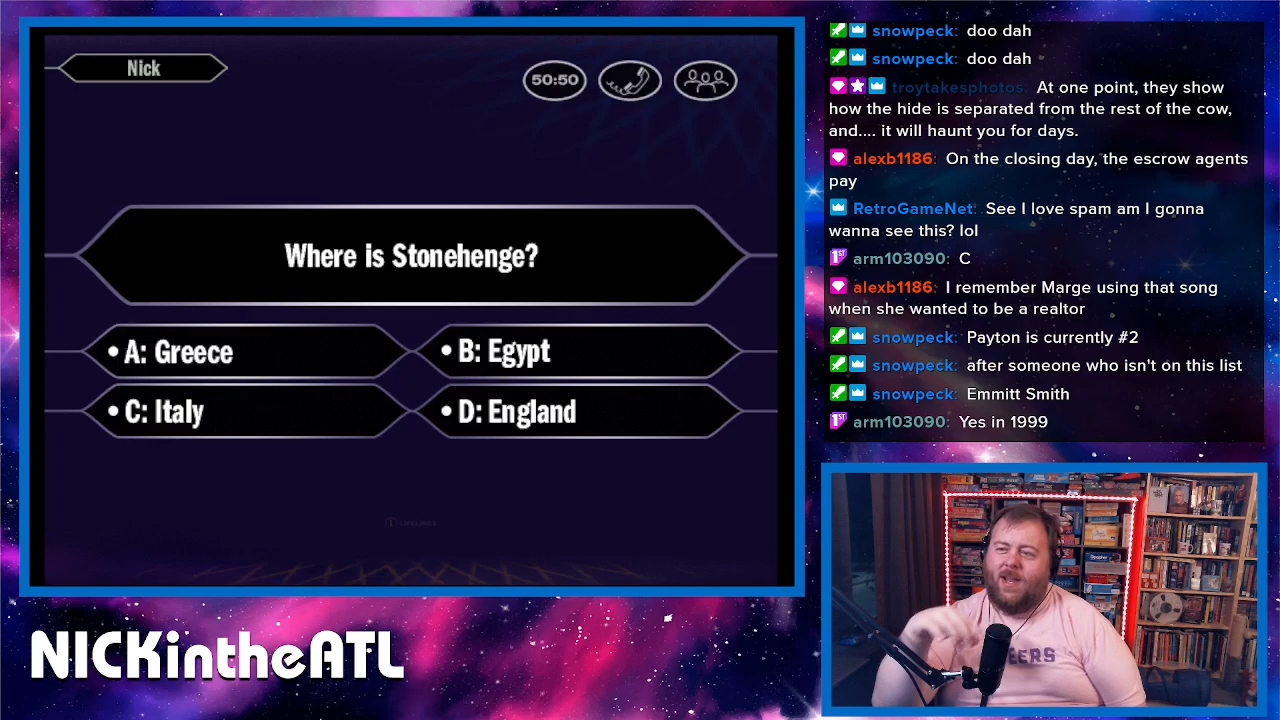 Nick
50:50
Where is Stonehenge?
• A: Greece
• B: Egypt
• C: Italy
• D: England
NICKintheATL
snowpeck: doo dah
snowpeck: doo dah
troytakesphotos: At one point, they show
how the hide is separated from the rest of the cow,
and.... it will haunt you for days.
alexb1186: On the closing day, the escrow agents
pay
RetroGameNet: See I love spam am I gonna
wanna see this? lol
1ST arm103090: C
alexb1186: I remember Marge using that song
when she wanted to be a realtor
snowpeck: Payton is currently #2
snowpeck: after someone who isn't on this list
snowpeck: Emmitt Smith
1ST arm103090: Yes in 1999